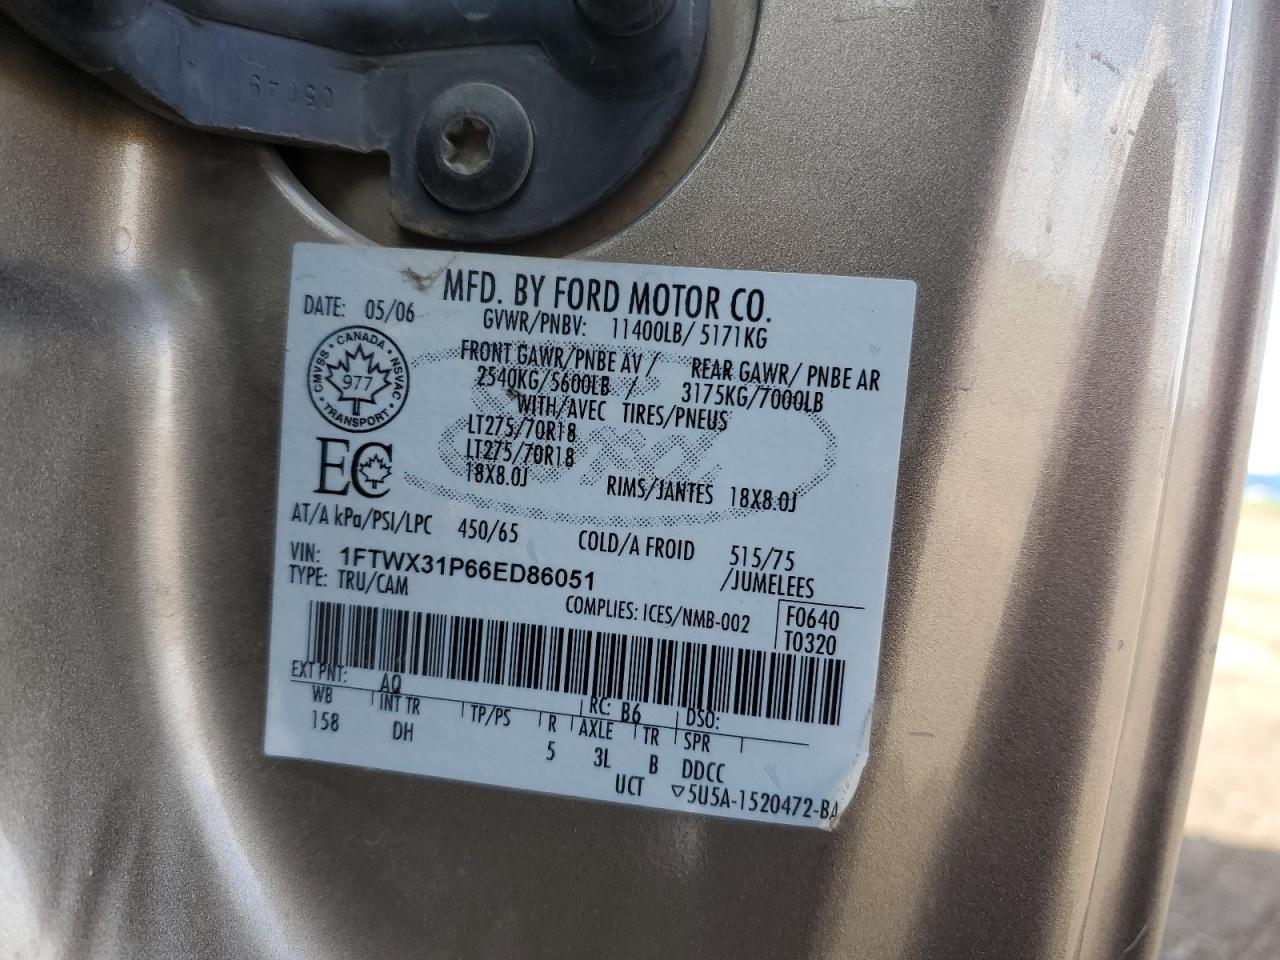 05049
MFD. BY FORD MOTOR CO.
DATE: 05/06
GVWR/PNBV: 11400LB/ 5171KG
CANADA
CMVSS 977 NSVAC
TRANSPORT
FRONT GAWR/PNBE AV / REAR GAWR/ PNBE AR
2540KG/5600LB / 3175KG/7000LB
WITH/AVEC TIRES/PNEUS
LT275/70R18
LT275/70R18
18X8.0J RIMS/JANTES 18X8.0J
EC
AT/A kPa/PSI/LPC 450/65 COLD/A FROID 515/75
VIN: 1FTWX31P66ED86051 /JUMELEES
TYPE: TRU/CAM
COMPLIES: ICES/NMB-002 F0640
T0320
EXT PNT: AQ RC: B6 DSO:
WB INT TR TP/PS R AXLE TR SPR
158 DH 5 3L B DDCC
UCT ▽5U5A-1520472-BA